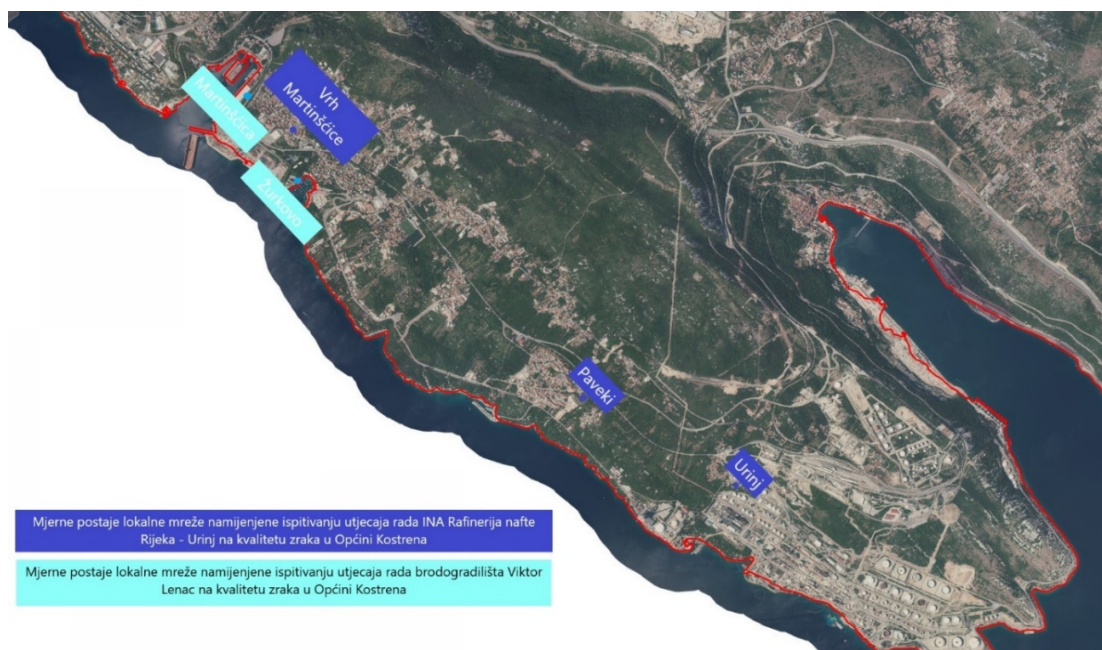 Martinšćica
Vrh
Martinšćice
Žurkovo
Paveki
Urinj
Mjerne postaje lokalne mreže namijenjene ispitivanju utjecaja rada INA Rafinerija nafte
Rijeka - Urinj na kvalitetu zraka u Općini Kostrena
Mjerne postaje lokalne mreže namijenjene ispitivanju utjecaja rada brodogradilišta Viktor
Lenac na kvalitetu zraka u Općini Kostrena